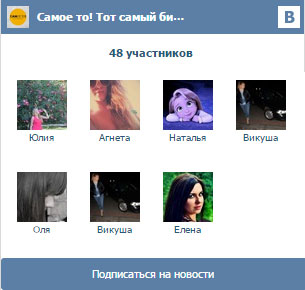 Самое то! Тот самый би...
В
48 участников
Юлия Агнета Наталья Викуша
Оля Викуша Елена
Подписаться на новости